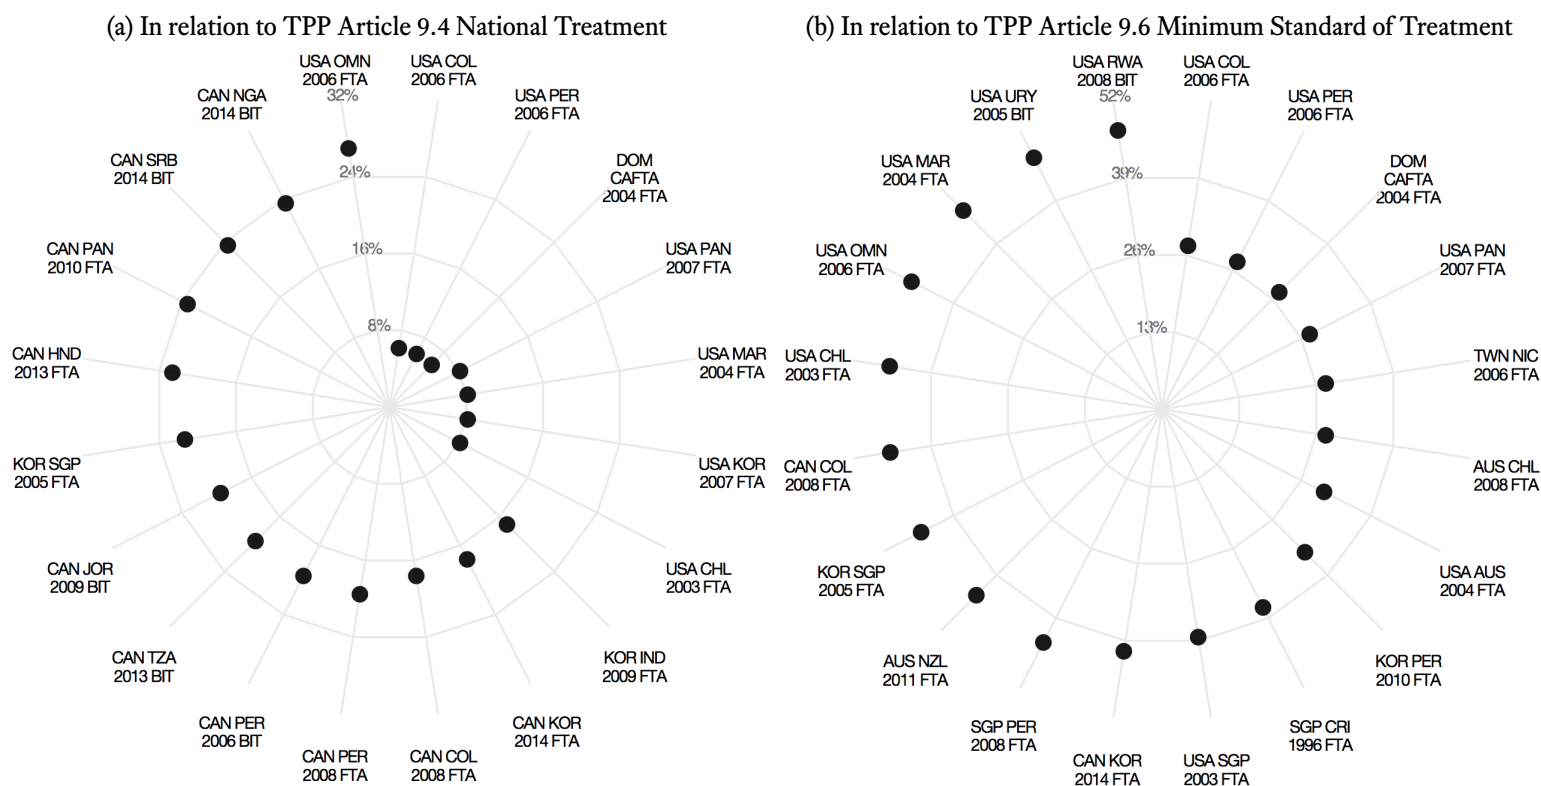 (a) In relation to TPP Article 9.4 National Treatment
USA OMN
2006 FTA
32%
USA COL
2006 FTA
CAN NGA
2014 BIT
USA PER
2006 FTA
CAN SRB
2014 BIT
24%
DOM
CAFTA
2004 FTA
CAN PAN
2010 FTA
16%
USA PAN
2007 FTA
8%
CAN HND
2013 FTA
USA MAR
2004 FTA
KOR SGP
2005 FTA
USA KOR
2007 FTA
CAN JOR
2009 BIT
USA CHL
2003 FTA
CAN TZA
2013 BIT
KOR IND
2009 FTA
CAN PER
2006 BIT
CAN KOR
2014 FTA
CAN PER
2008 FTA
CAN COL
2008 FTA
(b) In relation to TPP Article 9.6 Minimum Standard of Treatment
USA RWA
2008 BIT
52%
USA COL
2006 FTA
USA URY
2005 BIT
USA PER
2006 FTA
USA MAR
2004 FTA
39%
DOM
CAFTA
2004 FTA
USA OMN
2006 FTA
26%
USA PAN
2007 FTA
13%
USA CHL
2003 FTA
TWN NIC
2006 FTA
CAN COL
2008 FTA
AUS CHL
2008 FTA
KOR SGP
2005 FTA
USA AUS
2004 FTA
AUS NZL
2011 FTA
KOR PER
2010 FTA
SGP PER
2008 FTA
SGP CRI
1996 FTA
CAN KOR
2014 FTA
USA SGP
2003 FTA